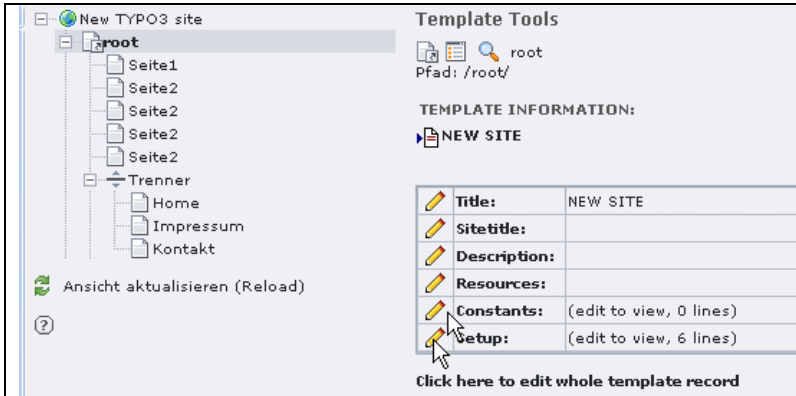 New TYPO3 site
root
Seite1
Seite2
Seite2
Seite2
Seite2
Trenner
Home
Impressum
Kontakt
Ansicht aktualisieren (Reload)
?
Template Tools
root
Pfad: /root/
TEMPLATE INFORMATION:
NEW SITE
Title: NEW SITE
Sitetitle:
Description:
Resources:
Constants: (edit to view, 0 lines)
Setup: (edit to view, 6 lines)
Click here to edit whole template record